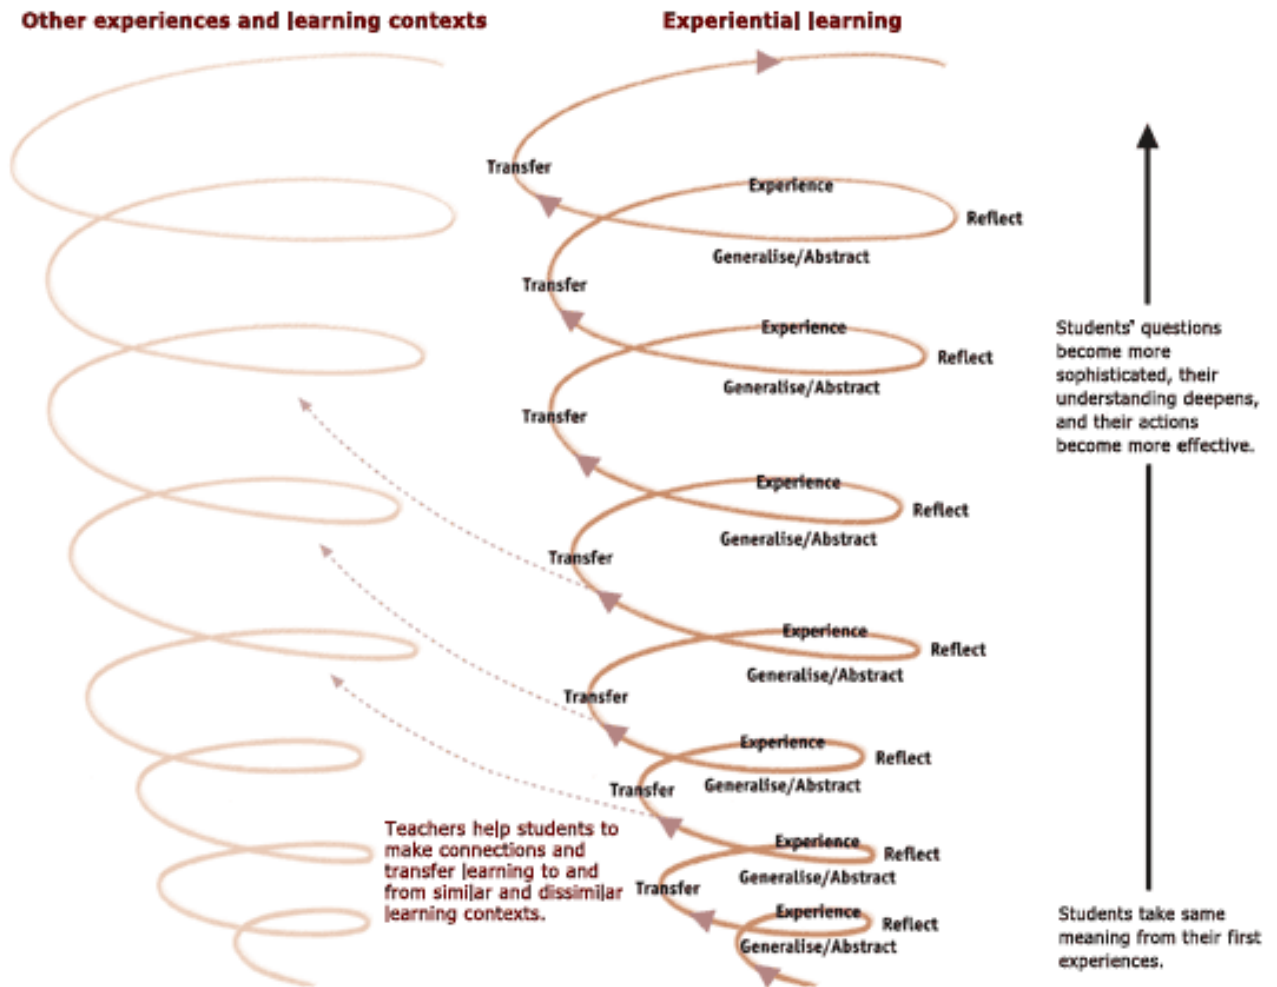 Other experiences and learning contexts
Experiential learning
Transfer
Experience
Reflect
Generalise/Abstract
Transfer
Experience
Reflect
Generalise/Abstract
Transfer
Experience
Reflect
Generalise/Abstract
Transfer
Experience
Reflect
Generalise/Abstract
Transfer
Experience
Reflect
Generalise/Abstract
Transfer
Experience
Reflect
Generalise/Abstract
Transfer
Experience
Reflect
Generalise/Abstract
Teachers help students to
make connections and
transfer learning to and
from similar and dissimilar
learning contexts.
Students' questions
become more
sophisticated, their
understanding deepens,
and their actions
become more effective.
Students take same
meaning from their first
experiences.